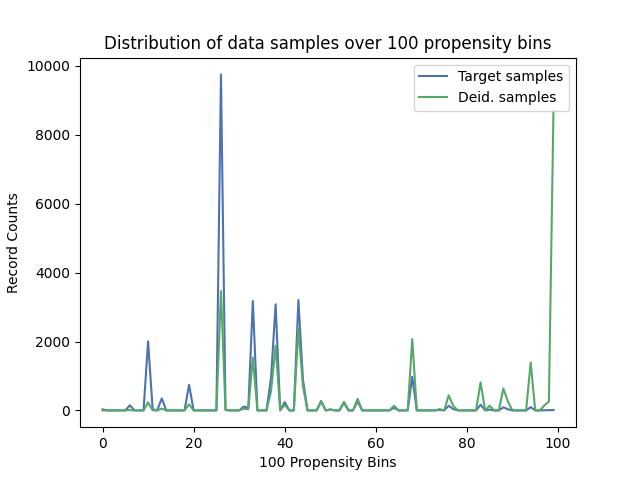 Distribution of data samples over 100 propensity bins
Target samples
Deid. samples
Record Counts
10000
8000
6000
4000
2000
0
0 20 40 60 80 100
100 Propensity Bins